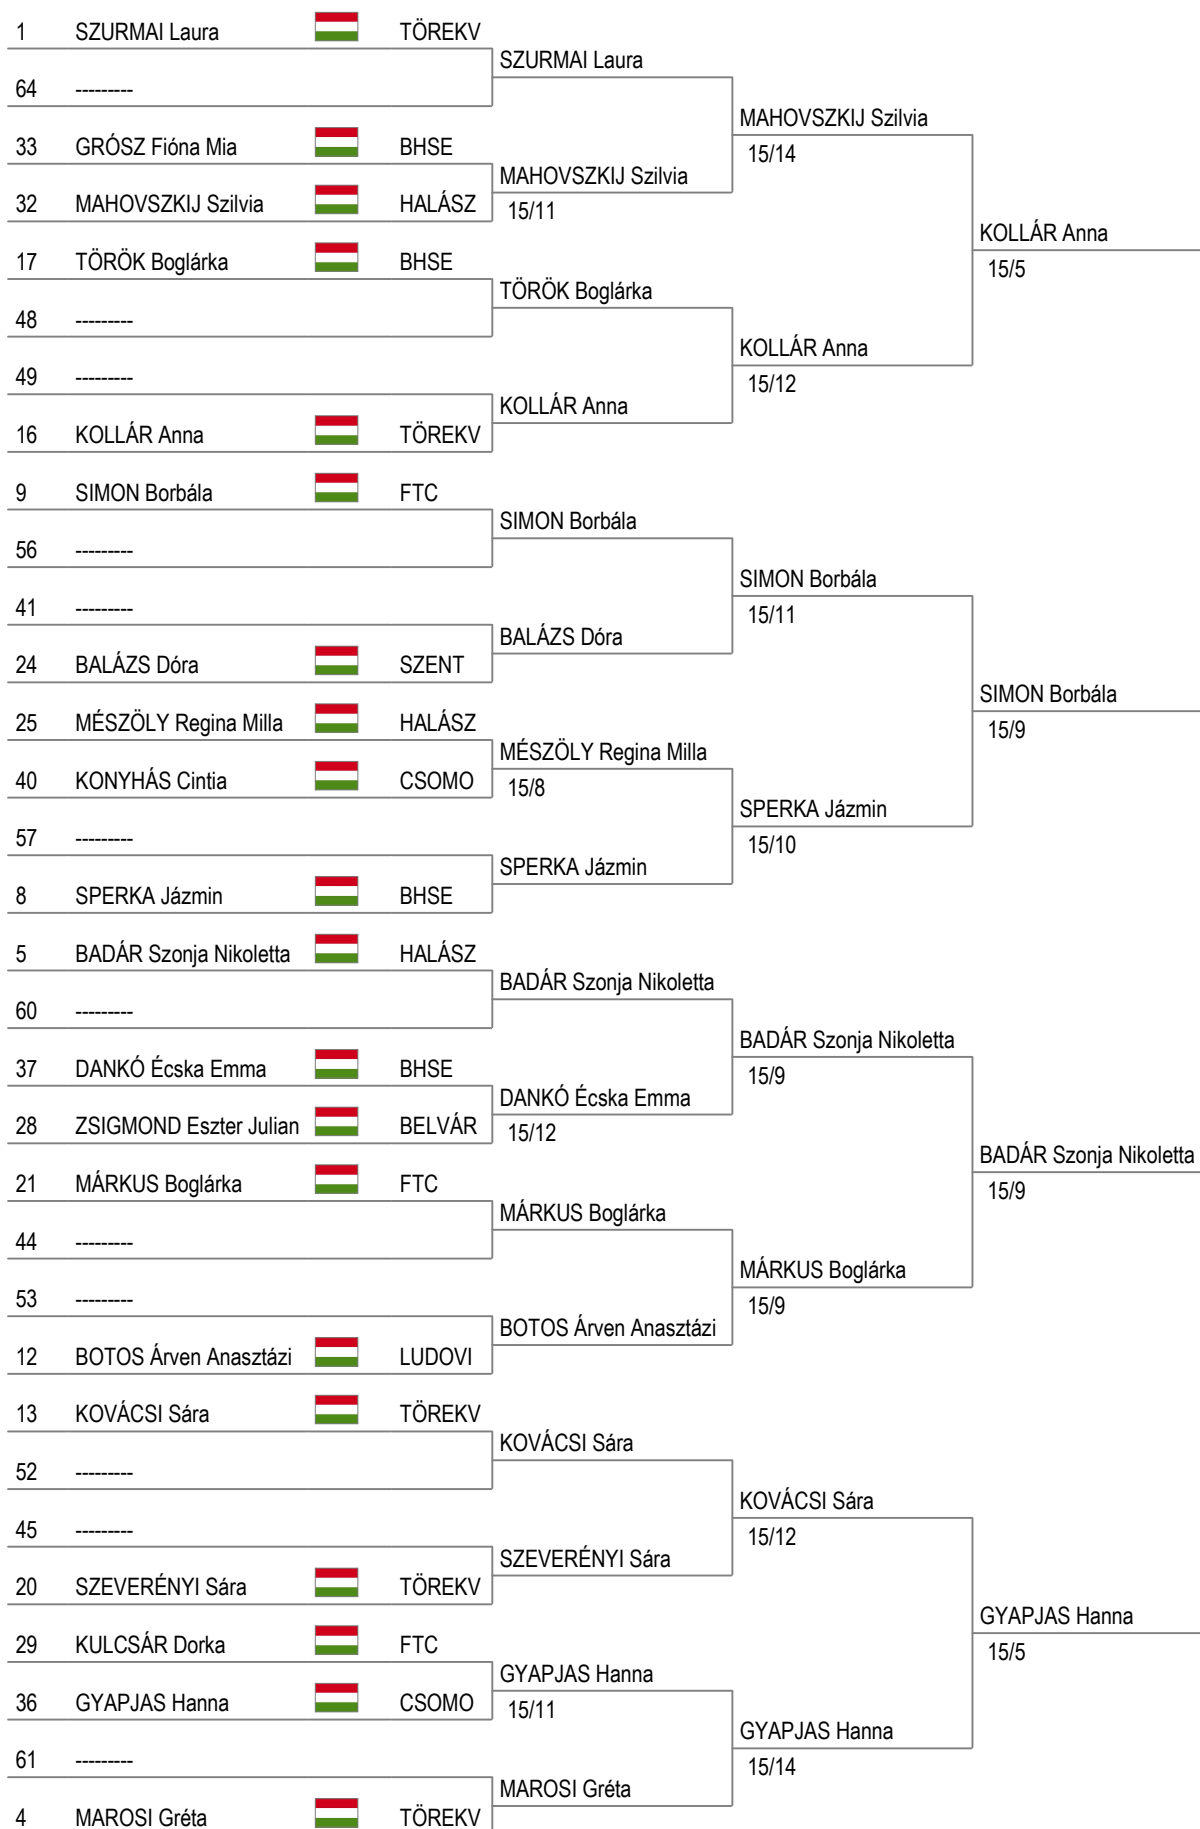 1 SZURMAI Laura TÖREKV
SZURMAI Laura
64 ---------
MAHOVSZKIJ Szilvia
33 GRÓSZ Fióna Mia BHSE
15/14
MAHOVSZKIJ Szilvia
32 MAHOVSZKIJ Szilvia HALÁSZ
15/11
KOLLÁR Anna
17 TÖRÖK Boglárka BHSE
15/5
TÖRÖK Boglárka
48 ---------
KOLLÁR Anna
49 ---------
15/12
KOLLÁR Anna
16 KOLLÁR Anna TÖREKV
9 SIMON Borbála FTC
SIMON Borbála
56 ---------
SIMON Borbála
41 ---------
15/11
BALÁZS Dóra
24 BALÁZS Dóra SZENT
SIMON Borbála
25 MÉSZÖLY Regina Milla HALÁSZ
15/9
MÉSZÖLY Regina Milla
40 KONYHÁS Cintia CSOMO
15/8
SPERKA Jázmin
57 ---------
15/10
SPERKA Jázmin
8 SPERKA Jázmin BHSE
5 BADÁR Szonja Nikoletta HALÁSZ
BADÁR Szonja Nikoletta
60 ---------
BADÁR Szonja Nikoletta
37 DANKÓ Écska Emma BHSE
15/9
DANKÓ Écska Emma
28 ZSIGMOND Eszter Julian BELVÁR
15/12
BADÁR Szonja Nikoletta
21 MÁRKUS Boglárka FTC
15/9
MÁRKUS Boglárka
44 ---------
MÁRKUS Boglárka
53 ---------
15/9
BOTOS Árven Anasztázi
12 BOTOS Árven Anasztázi LUDOVI
13 KOVÁCSI Sára TÖREKV
KOVÁCSI Sára
52 ---------
KOVÁCSI Sára
45 ---------
15/12
SZEVERÉNYI Sára
20 SZEVERÉNYI Sára TÖREKV
GYAPJAS Hanna
29 KULCSÁR Dorka FTC
15/5
GYAPJAS Hanna
36 GYAPJAS Hanna CSOMO
15/11
GYAPJAS Hanna
61 ---------
15/14
MAROSI Gréta
4 MAROSI Gréta TÖREKV